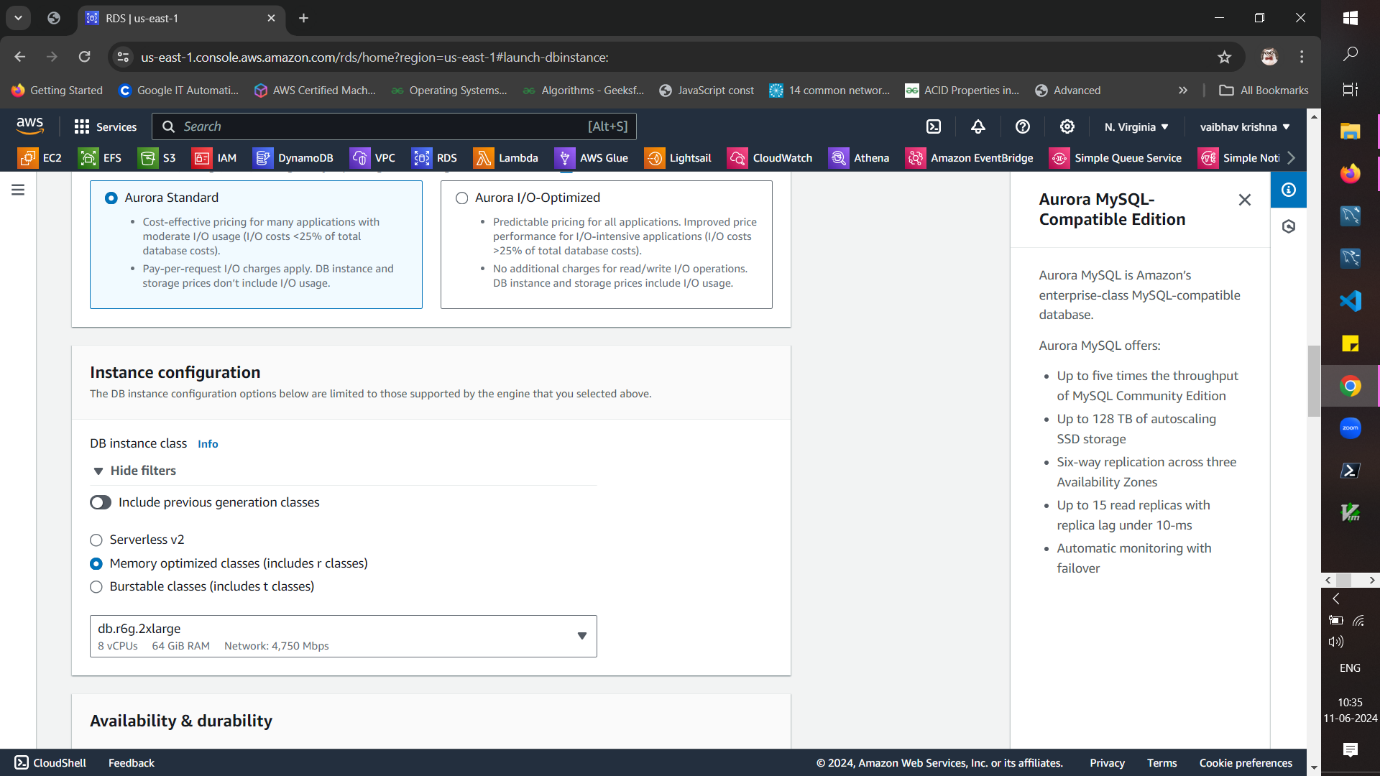 RDS | us-east-1
us-east-1.console.aws.amazon.com/rds/home?region=us-east-1#launch-dbinstance:
Getting Started
Google IT Automati...
AWS Certified Mach...
Operating Systems...
Algorithms - Geeksf...
JavaScript const
14 common networ...
ACID Properties in...
Advanced
All Bookmarks
aws
Services
Search
[Alt+S]
N. Virginia
vaibhav krishna
EC2
EFS
S3
IAM
DynamoDB
VPC
RDS
Lambda
AWS Glue
Lightsail
CloudWatch
Athena
Amazon EventBridge
Simple Queue Service
Simple Noti
Aurora Standard
Cost-effective pricing for many applications with
moderate I/O usage (I/O costs <25% of total
database costs).
Pay-per-request I/O charges apply. DB instance and
storage prices don't include I/O usage.
Aurora I/O-Optimized
Predictable pricing for all applications. Improved price
performance for I/O-intensive applications (I/O costs
>25% of total database costs).
No additional charges for read/write I/O operations.
DB instance and storage prices include I/O usage.
Instance configuration
The DB instance configuration options below are limited to those supported by the engine that you selected above.
DB instance class Info
Hide filters
Include previous generation classes
Serverless v2
Memory optimized classes (includes r classes)
Burstable classes (includes t classes)
db.r6g.2xlarge
8 vCPUs 64 GiB RAM Network: 4,750 Mbps
Availability & durability
Aurora MySQL-
Compatible Edition
Aurora MySQL is Amazon's
enterprise-class MySQL-compatible
database.
Aurora MySQL offers:
Up to five times the throughput
of MySQL Community Edition
Up to 128 TB of autoscaling
SSD storage
Six-way replication across three
Availability Zones
Up to 15 read replicas with
replica lag under 10-ms
Automatic monitoring with
failover
CloudShell
Feedback
© 2024, Amazon Web Services, Inc. or its affiliates.
Privacy
Terms
Cookie preferences
zoom
ENG
10:35
11-06-2024